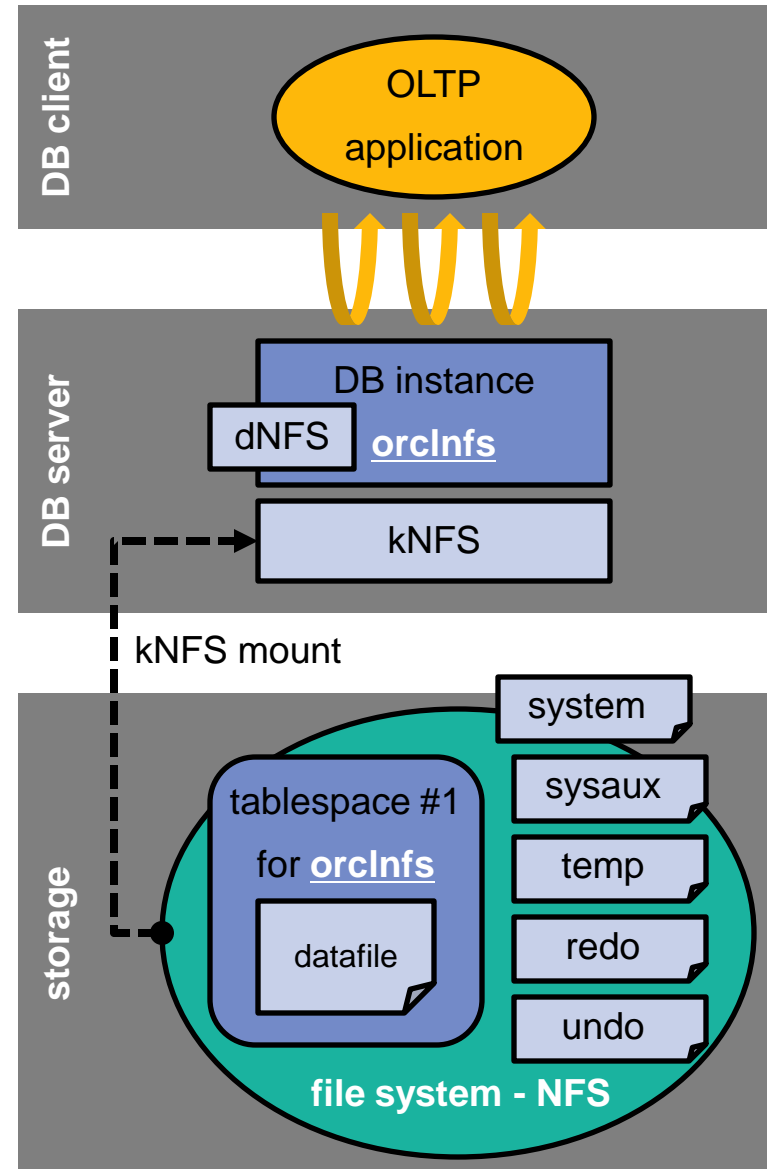 DB client
OLTP
application
DB server
DB instance
dNFS
orclnfs
kNFS
kNFS mount
storage
system
tablespace #1
sysaux
for orclnfs
temp
datafile
redo
undo
file system - NFS